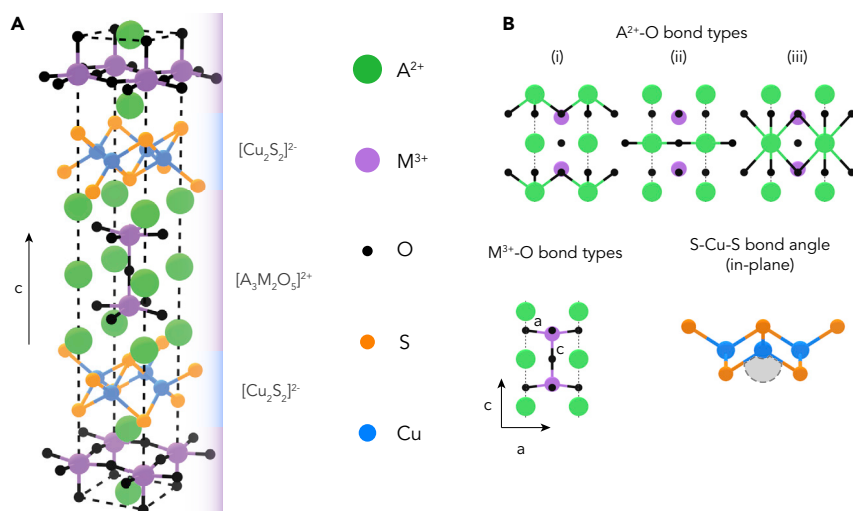 A
[Cu₂S₂]²⁻
[A₃M₂O₅]²⁺
[Cu₂S₂]²⁻
c
A²⁺
M³⁺
O
S
Cu
B
A²⁺-O bond types
(i) (ii) (iii)
M³⁺-O bond types
a
c
c
a
S-Cu-S bond angle
(in-plane)